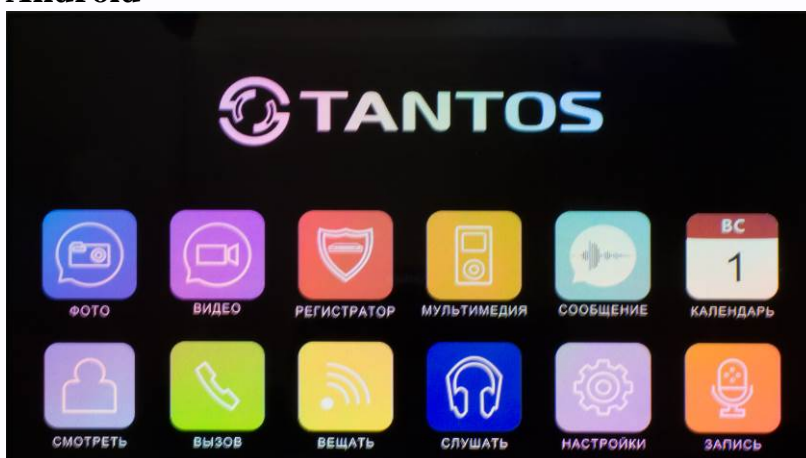 Android
TANTOS
ВС
1
ФОТО
ВИДЕО
РЕГИСТРАТОР
МУЛЬТИМЕДИЯ
СООБЩЕНИЕ
КАЛЕНДАРЬ
СМОТРЕТЬ
ВЫЗОВ
ВЕЩАТЬ
СЛУШАТЬ
НАСТРОЙКИ
ЗАПИСЬ